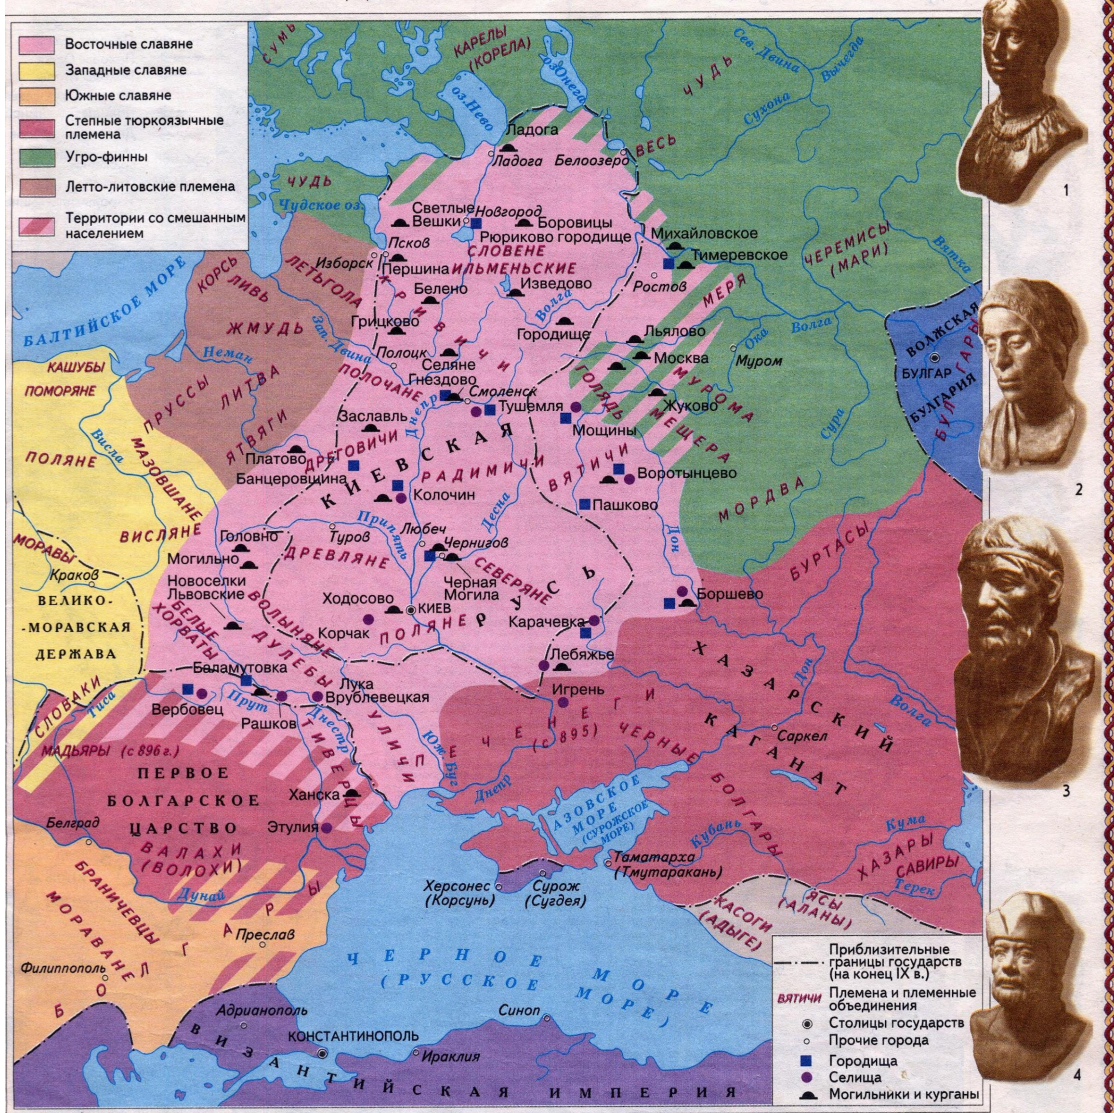 Восточные славяне
Западные славяне
Южные славяне
Степные тюркоязычные
племена
Угро-финны
Летто-литовские племена
Территории со смешанным
населением
СУМЬ
КАРЕЛЫ
(КОРЕЛА)
оз.Нево
оз.Онега
ЧУДЬ
Сев. Двина
Вычегда
Сухона
ВЕСЬ
Ладога
Ладога
Белоозеро
ЧУДЬ
Чудское оз.
Светлые
Вешки
Новгород
Боровицы
Рюриково городище
СЛОВЕНЕ
ИЛЬМЕНЬСКИЕ
Псков
Изборск
Першина
Михайловское
Тимеревское
Ростов
ЧЕРЕМИСЫ
(МАРИ)
Вятка
БАЛТИЙСКОЕ МОРЕ
КОРСЬ
ЛИВЬ
ЛЕТЬГОЛА
ЖМУДЬ
Белено
Изведово
Волга
Городище
Грицково
КРИВИЧИ
МЕРЯ
Льялово
Москва
Ока
Волга
Муром
МУРОМА
ВОЛЖСКАЯ
БУЛГАР
БУЛГАРИЯ
БУЛГАРЫ
Неман
Зап. Двина
Полоцк
Селяне
Гнёздово
Смоленск
ПОЛОЧАНЕ
Днепр
Тушемля
ГОЛЯДЬ
Жуково
МЕЩЕРА
Мощины
Сура
КАШУБЫ
ПОМОРЯНЕ
ПРУССЫ
ЛИТВА
ЯТВЯГИ
Висла
ПОЛЯНЕ
МАЗОВШАНЕ
Заславль
Платово
ДРЕГОВИЧИ
Банцеровщина
КИЕВСКАЯ
РУСЬ
РАДИМИЧИ
ВЯТИЧИ
Воротынцево
Колочин
Пашково
МОРДВА
БУРТАСЫ
ВИСЛЯНЕ
МОРАВЫ
Краков
Головно
Могильно
Туров
Припять
Любеч
Чернигов
Десна
Дон
ДРЕВЛЯНЕ
СЕВЕРЯНЕ
Черная
Могила
Новоселки
Львовские
Ходосово
КИЕВ
Корчак
ПОЛЯНЕ
Карачевка
Боршево
ВЕЛИКО-
-МОРАВСКАЯ
ДЕРЖАВА
БЕЛЫЕ
ХОРВАТЫ
ВОЛЫНЯНЕ
ДУЛЕБЫ
Баламутовка
Лебяжье
Игрень
Лука
Врублевецкая
Вербовец
Прут
Рашков
Днестр
СЛОВАКИ
Тиса
МАДЬЯРЫ (с 896 г.)
ТИВЕРЦЫ
УЛИЧИ
Юж. Буг
ПЕЧЕНЕГИ
(с 895)
Днепр
ХАЗАРСКИЙ
КАГАНАТ
Дон
Волга
Саркел
ЧЕРНЫЕ
БОЛГАРЫ
ПЕРВОЕ
БОЛГАРСКОЕ
ЦАРСТВО
ВАЛАХИ
(ВОЛОХИ)
Ханска
Этулия
Белград
Дунай
АЗОВСКОЕ
МОРЕ
(СУРОЖСКОЕ
МОРЕ)
Кубань
Кума
ХАЗАРЫ
САВИРЫ
Терек
Таматарха
(Тмутаракань)
Херсонес
(Корсунь)
Сурож
(Сугдея)
КАСОГИ
(АДЫГЕ)
ЯСЫ
(АЛАНЫ)
БРАНИЧЕВЦЫ
МОРАВАНЕ
БОЛГАРЫ
Преслав
Филиппополь
ЧЕРНОЕ МОРЕ
(РУССКОЕ МОРЕ)
Адрианополь
КОНСТАНТИНОПОЛЬ
Синоп
Ираклия
ВИЗАНТИЙСКАЯ ИМПЕРИЯ
Приблизительные
границы государств
(на конец IX в.)
ВЯТИЧИ
Племена и племенные
объединения
Столицы государств
Прочие города
Городища
Селища
Могильники и курганы
1
2
3
4